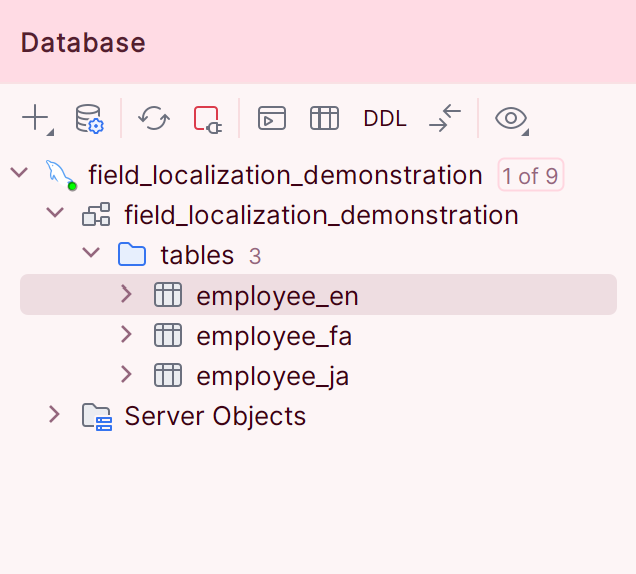 Database
DDL
field_localization_demonstration 1 of 9
field_localization_demonstration
tables 3
employee_en
employee_fa
employee_ja
Server Objects